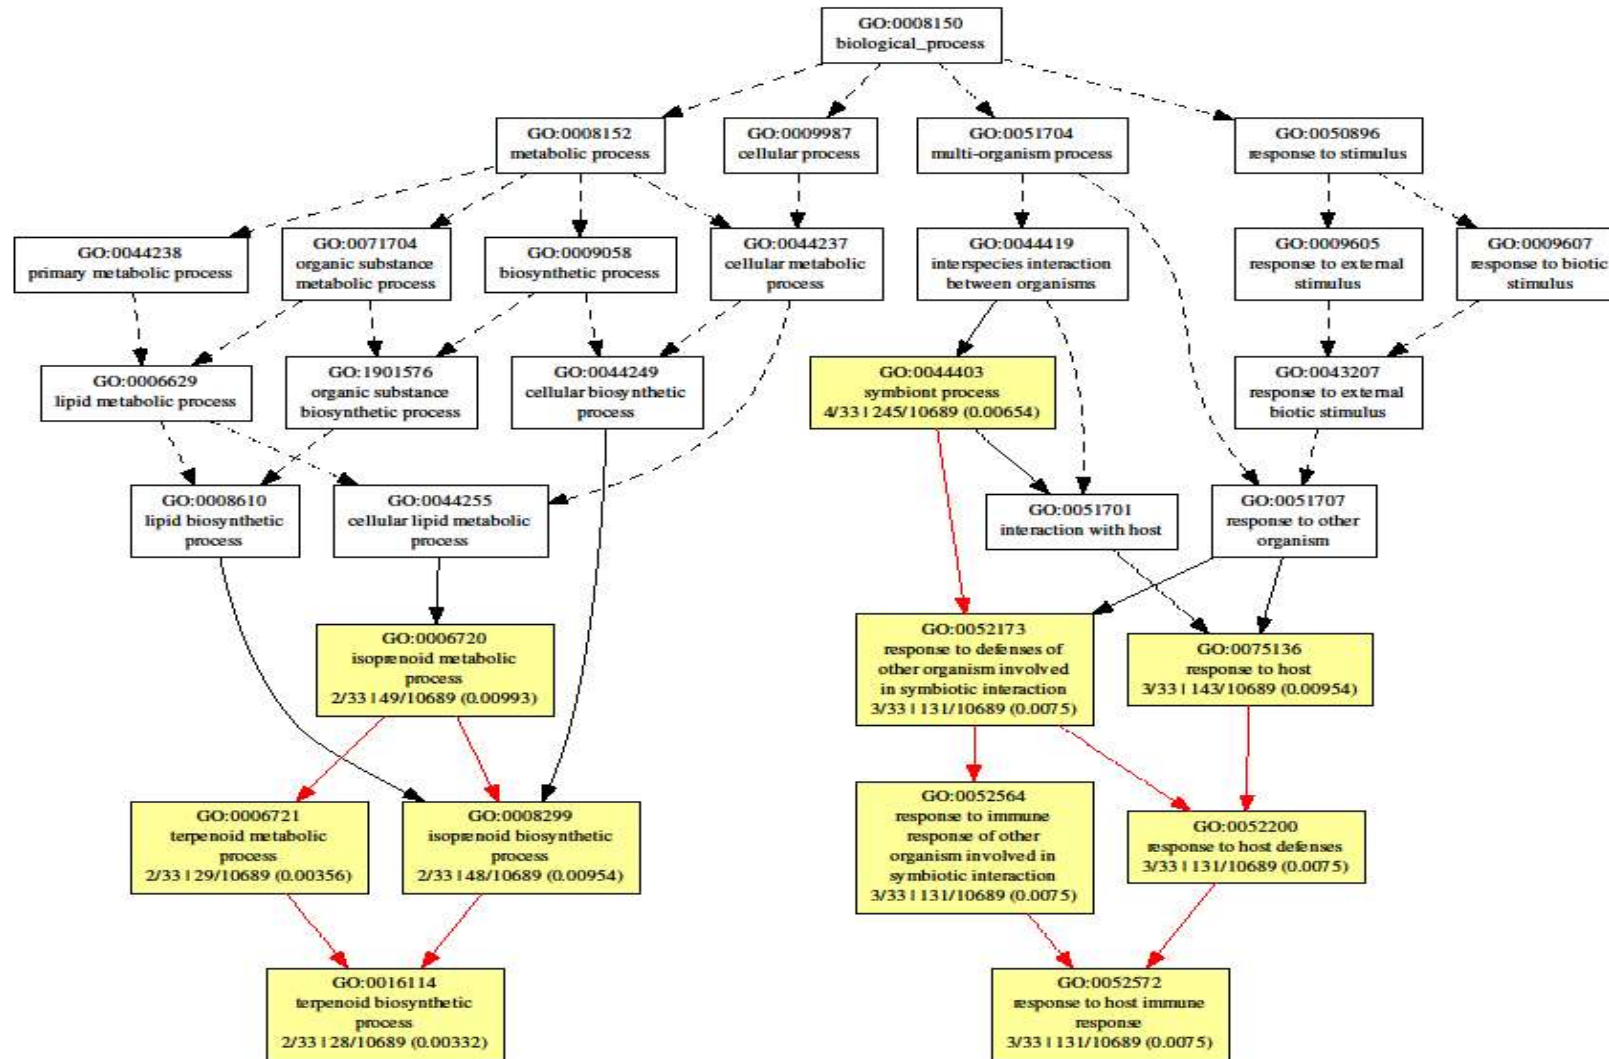 GO:0008150
biological_process
GO:0008152
metabolic process
GO:0009987
cellular process
GO:0051704
multi-organism process
GO:0050896
response to stimulus
GO:0044238
primary metabolic process
GO:0071704
organic substance
metabolic process
GO:0009058
biosynthetic process
GO:0044237
cellular metabolic
process
GO:0044419
interspecies interaction
between organisms
GO:0009605
response to external
stimulus
GO:0009607
response to biotic
stimulus
GO:0006629
lipid metabolic process
GO:1901576
organic substance
biosynthetic process
GO:0044249
cellular biosynthetic
process
GO:0044403
symbiont process
4/33 | 245/10689 (0.00654)
GO:0043207
response to external
biotic stimulus
GO:0008610
lipid biosynthetic
process
GO:0044255
cellular lipid metabolic
process
GO:0051701
interaction with host
GO:0051707
response to other
organism
GO:0006720
isoprenoid metabolic
process
2/33 | 49/10689 (0.00993)
GO:0052173
response to defenses of
other organism involved
in symbiotic interaction
3/33 | 131/10689 (0.0075)
GO:0075136
response to host
3/33 | 143/10689 (0.00954)
GO:0006721
terpenoid metabolic
process
2/33 | 29/10689 (0.00356)
GO:0008299
isoprenoid biosynthetic
process
2/33 | 48/10689 (0.00954)
GO:0052564
response to immune
response of other
organism involved in
symbiotic interaction
3/33 | 131/10689 (0.0075)
GO:0052200
response to host defenses
3/33 | 131/10689 (0.0075)
GO:0016114
terpenoid biosynthetic
process
2/33 | 28/10689 (0.00332)
GO:0052572
response to host immune
response
3/33 | 131/10689 (0.0075)